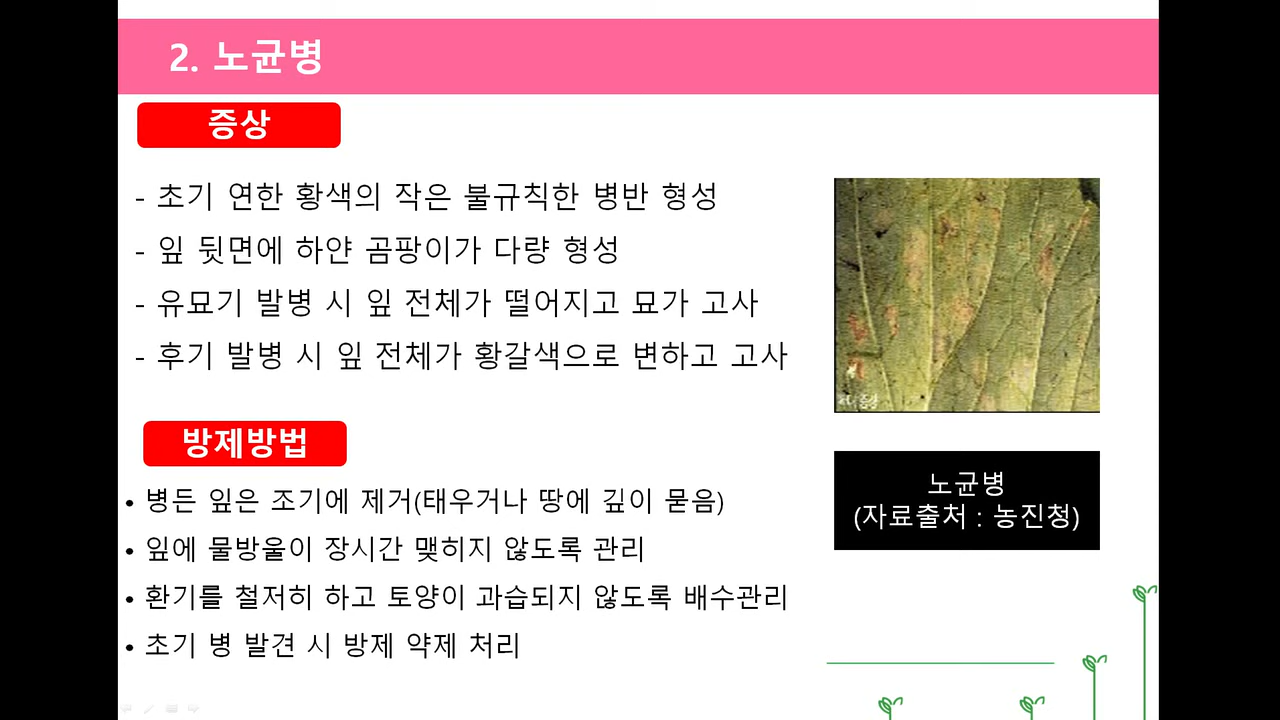 2. 노균병
증상
- 초기 연한 황색의 작은 불규칙한 병반 형성
- 잎 뒷면에 하얀 곰팡이가 다량 형성
- 유묘기 발병 시 잎 전체가 떨어지고 묘가 고사
- 후기 발병 시 잎 전체가 황갈색으로 변하고 고사
방제방법
• 병든 잎은 조기에 제거(태우거나 땅에 깊이 묻음)
• 잎에 물방울이 장시간 맺히지 않도록 관리
• 환기를 철저히 하고 토양이 과습되지 않도록 배수관리
• 초기 병 발견 시 방제 약제 처리
노균병
(자료출처 : 농진청)